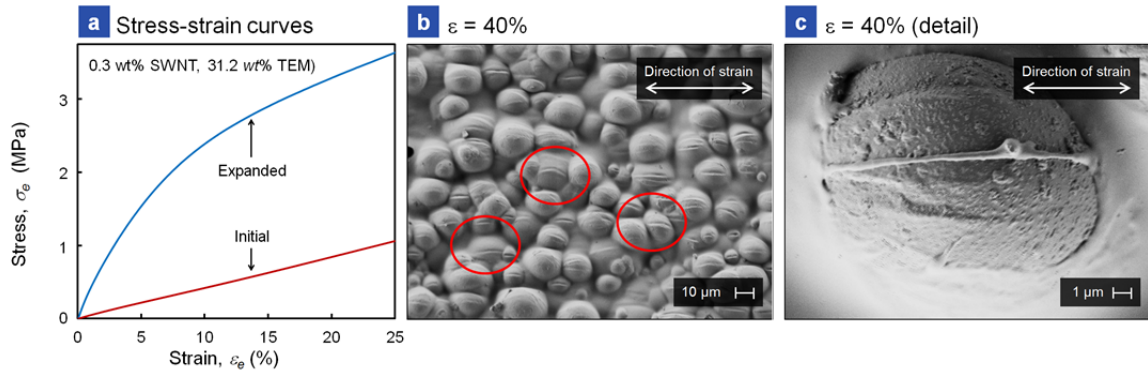 a Stress-strain curves
0.3 wt% SWNT, 31.2 wt% TEM)
Expanded
Initial
Stress, σe (MPa)
3
2
1
0
0 5 10 15 20 25
Strain, εe (%)
b ε = 40%
Direction of strain
10 µm
c ε = 40% (detail)
Direction of strain
1 µm